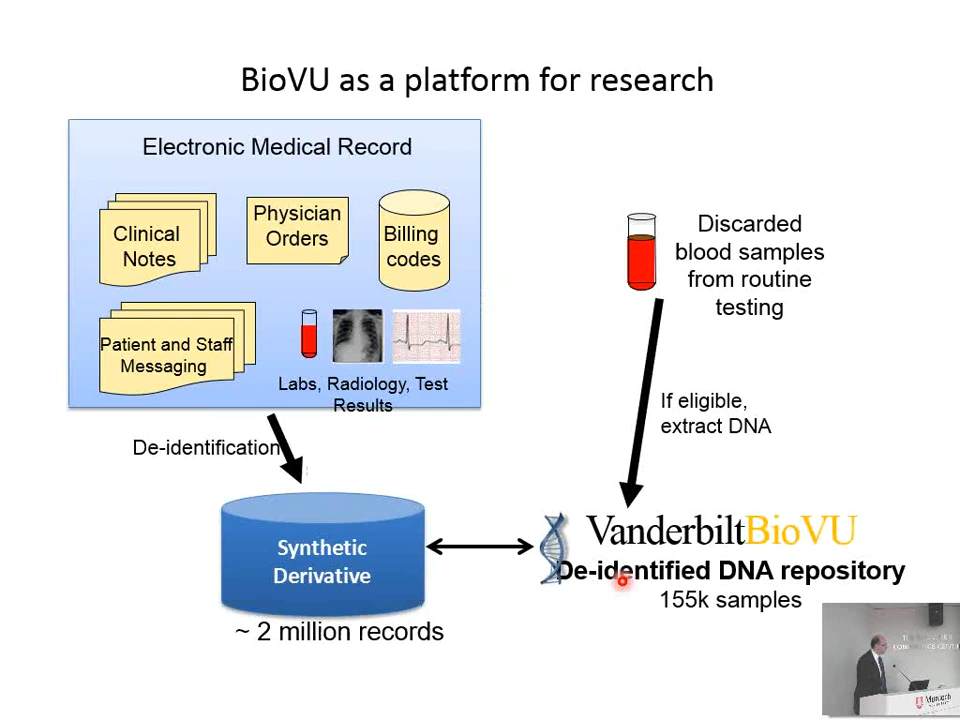 BioVU as a platform for research
Electronic Medical Record
Clinical
Notes
Physician
Orders
Billing
codes
Patient and Staff
Messaging
Labs, Radiology, Test
Results
De-identification
Discarded
blood samples
from routine
testing
If eligible,
extract DNA
Synthetic
Derivative
~ 2 million records
VanderbiltBioVU
De-identified DNA repository
155k samples
Murdoch